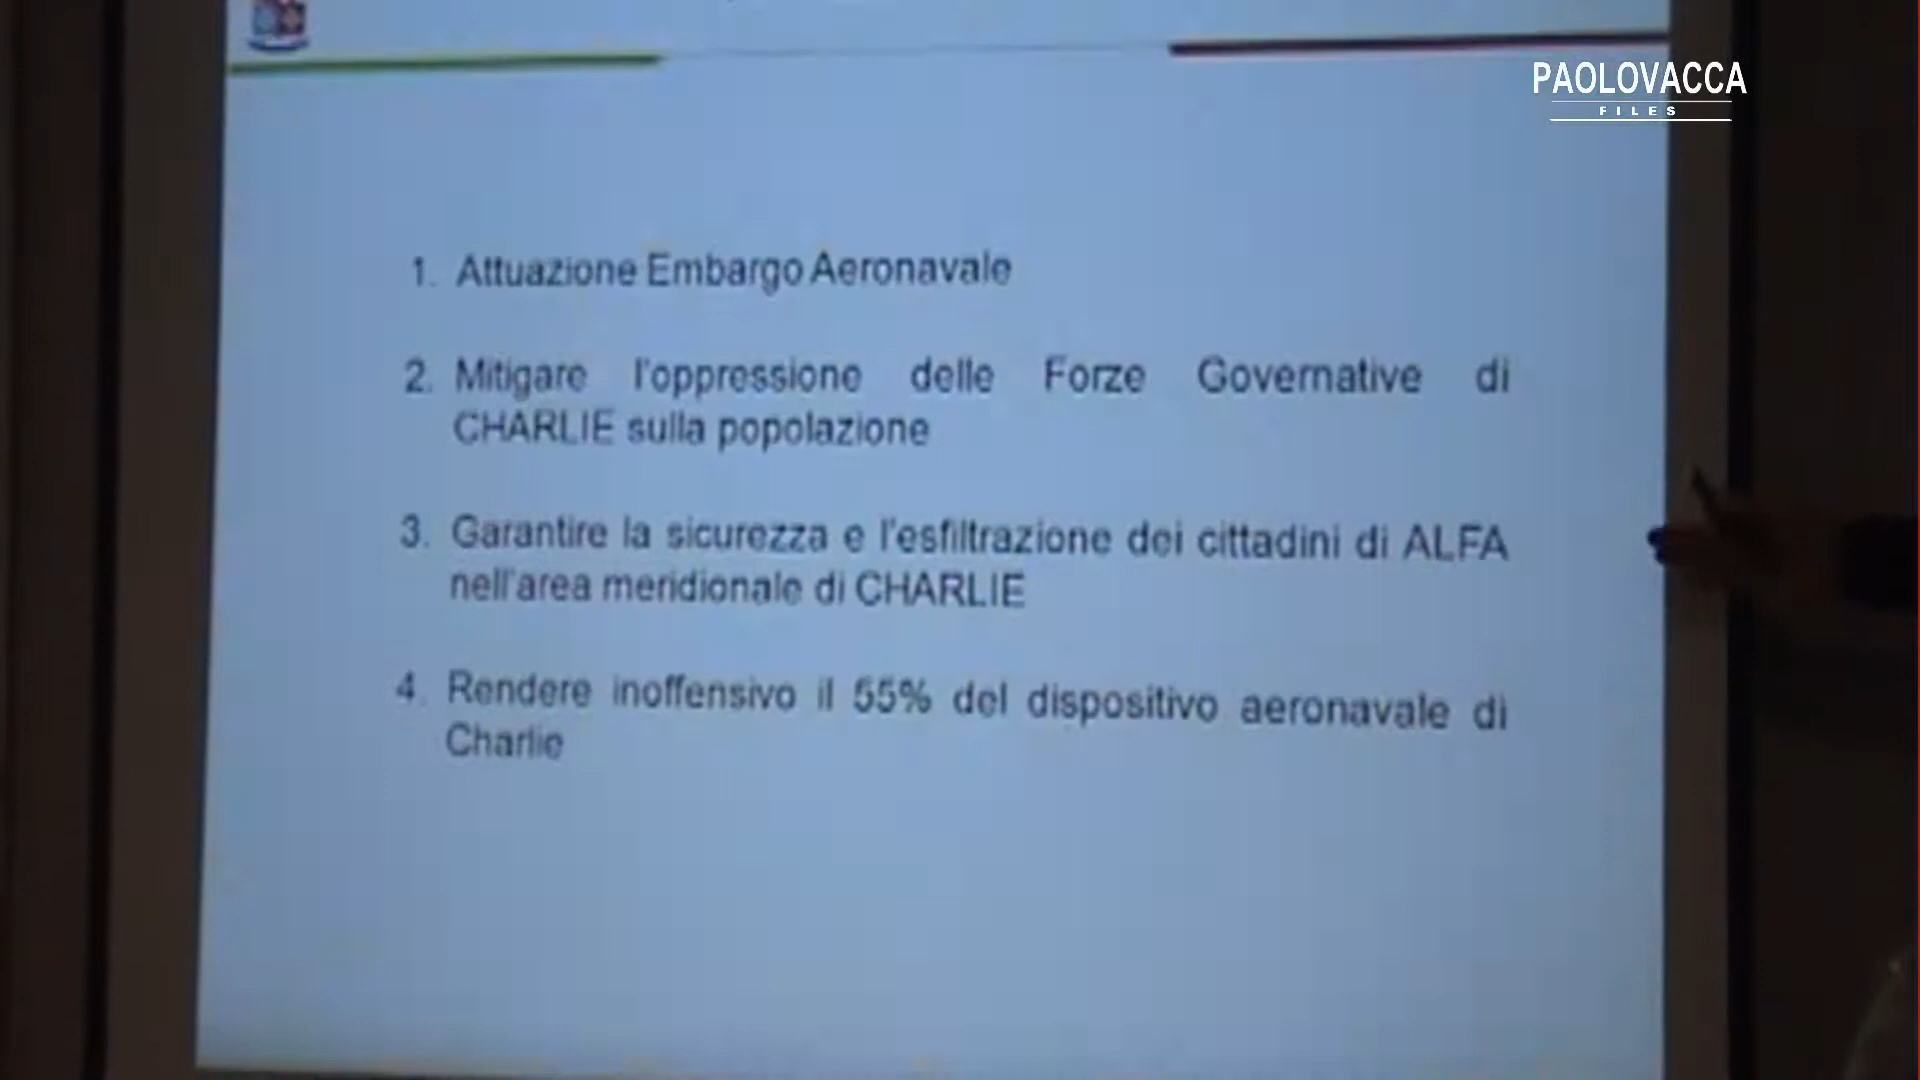 PAOLOVACCA
FILES
1. Attuazione Embargo Aeronavale
2. Mitigare l'oppressione delle Forze Governative di
CHARLIE sulla popolazione
3. Garantire la sicurezza e l'esfiltrazione dei cittadini di ALFA
nell'area meridionale di CHARLIE
4. Rendere inoffensivo il 55% del dispositivo aeronavale di
Charlie